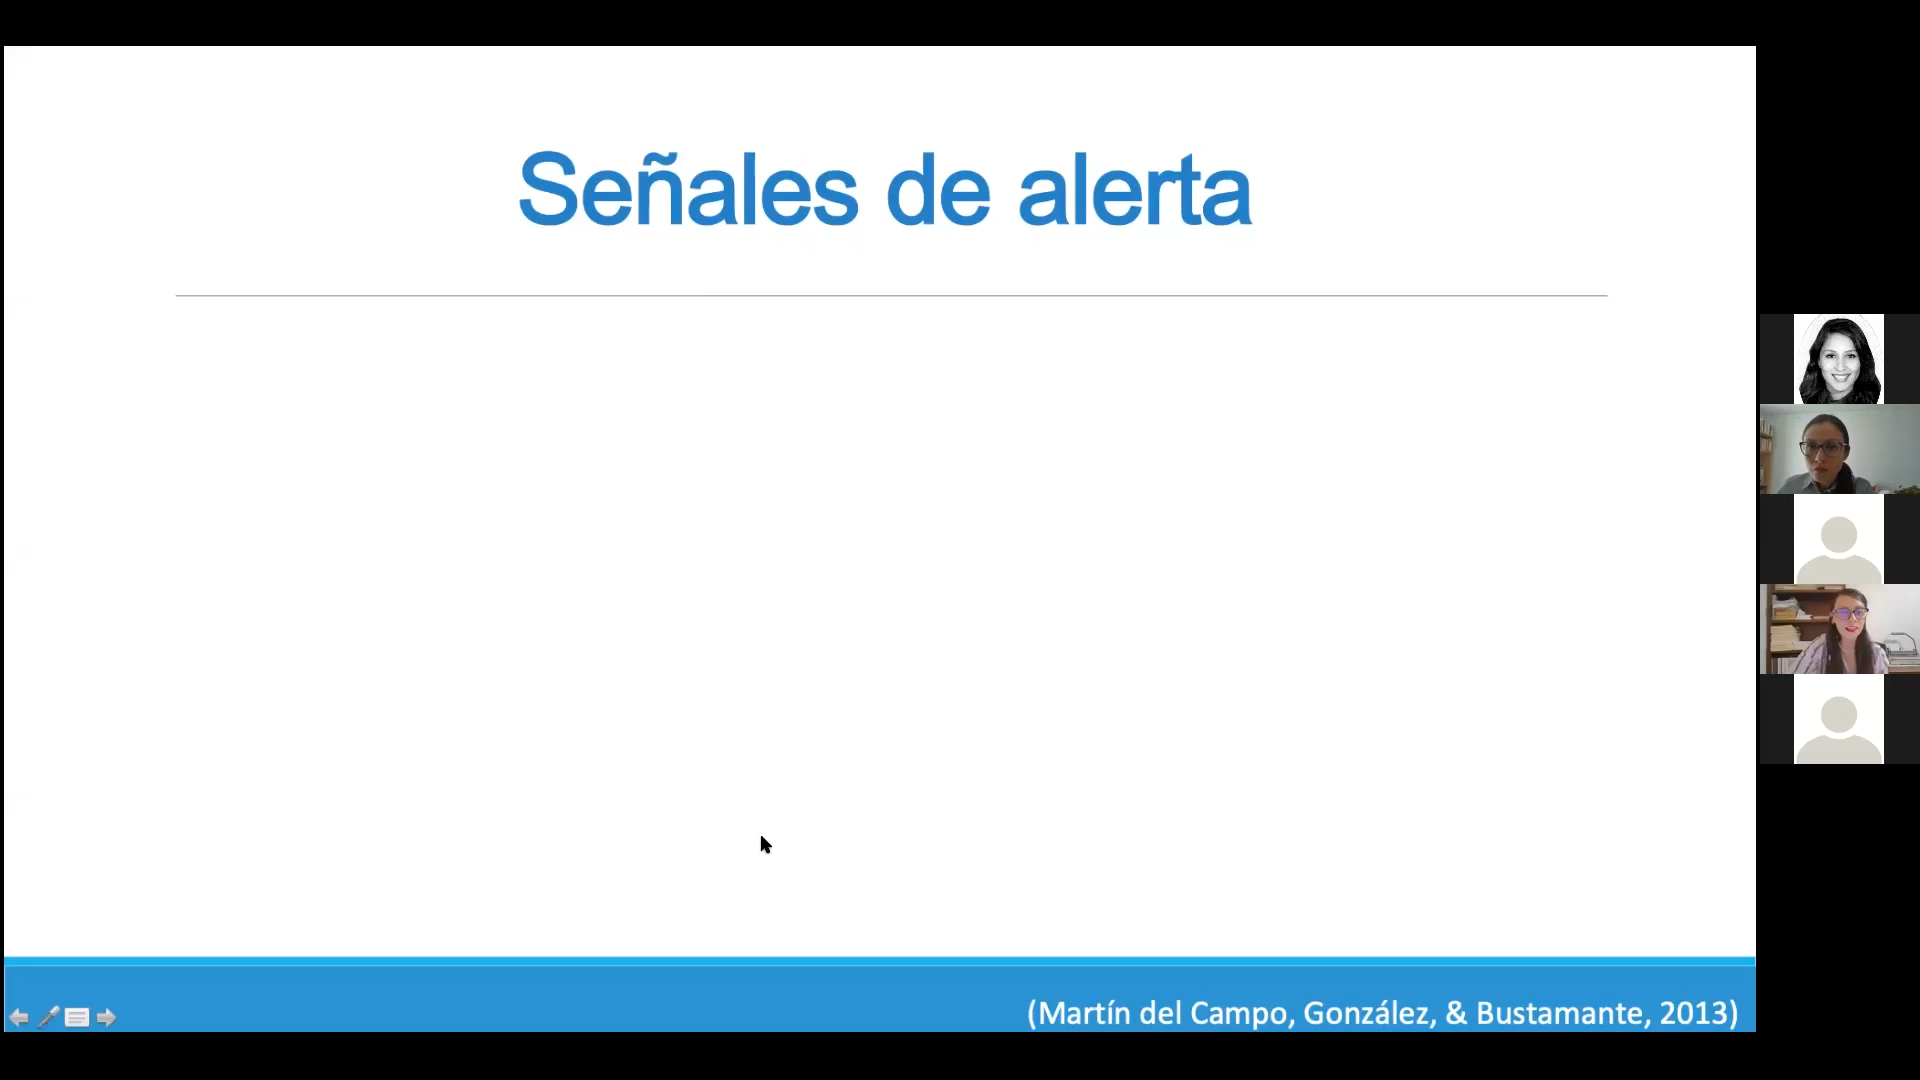 Señales de alerta
(Martín del Campo, González, & Bustamante, 2013)